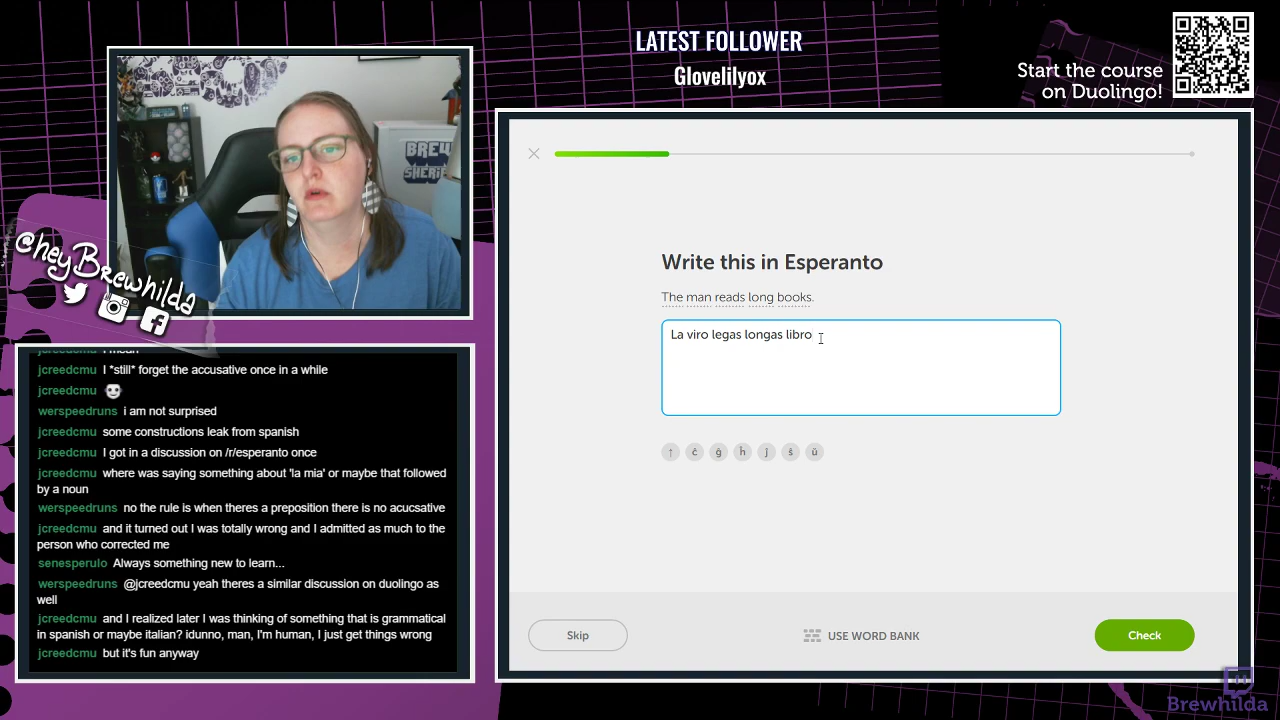 LATEST FOLLOWER
Glovelilyox
Start the course
on Duolingo!
BREW
SHERIF
@heyBrewhilda
jcreedcmu I mean
jcreedcmu I *still* forget the accusative once in a while
jcreedcmu
werspeedruns i am not surprised
jcreedcmu some constructions leak from spanish
jcreedcmu I got in a discussion on /r/esperanto once
jcreedcmu where was saying something about 'la mia' or maybe that followed
by a noun
werspeedruns no the rule is when theres a preposition there is no acucsative
jcreedcmu and it turned out I was totally wrong and I admitted as much to the
person who corrected me
senesperulo Always something new to learn...
werspeedruns @jcreedcmu yeah theres a similar discussion on duolingo as
well
jcreedcmu and I realized later I was thinking of something that is grammatical
in spanish or maybe italian? idunno, man, I'm human, I just get things wrong
jcreedcmu but it's fun anyway
Write this in Esperanto
The man reads long books.
La viro legas longas libro
↑ ĉ ĝ ĥ ĵ ŝ ŭ
Skip
USE WORD BANK
Check
Brewhilda